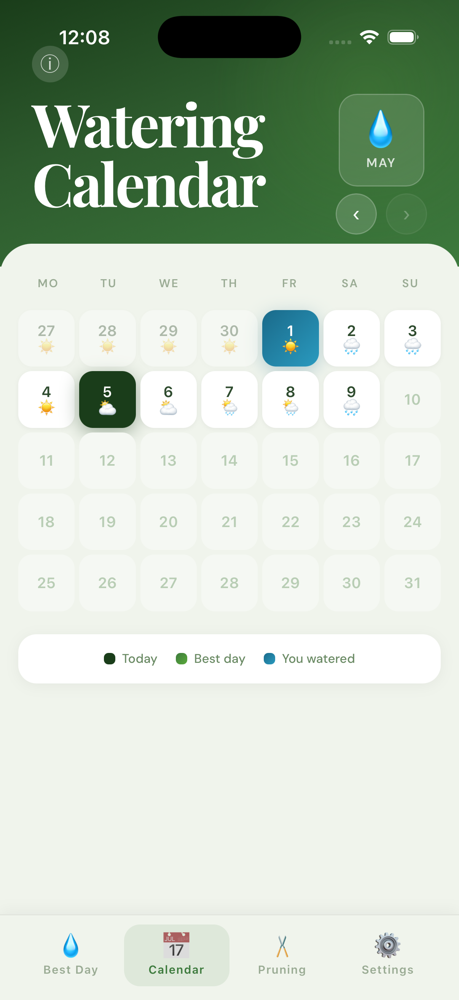 12:08
Watering
Calendar
MAY
MO TU WE TH FR SA SU
27 28 29 30 1 2 3
4 5 6 7 8 9 10
11 12 13 14 15 16 17
18 19 20 21 22 23 24
25 26 27 28 29 30 31
Today Best day You watered
JUL
17
Best Day Calendar Pruning Settings